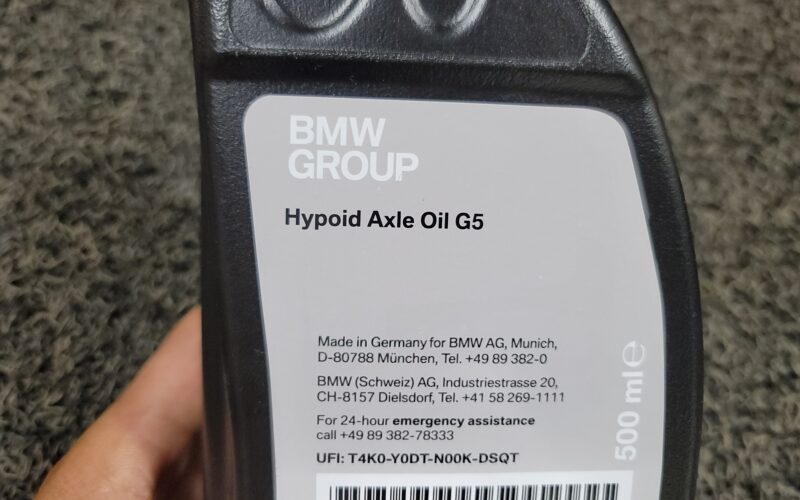 BMW
GROUP
Hypoid Axle Oil G5
Made in Germany for BMW AG, Munich,
D-80788 München, Tel. +49 89 382-0
BMW (Schweiz) AG, Industriestrasse 20,
CH-8157 Dielsdorf, Tel. +41 58 269-1111
For 24-hour emergency assistance
call +49 89 382-78333
UFI: T4K0-Y0DT-N00K-DSQT
500 ml ℮